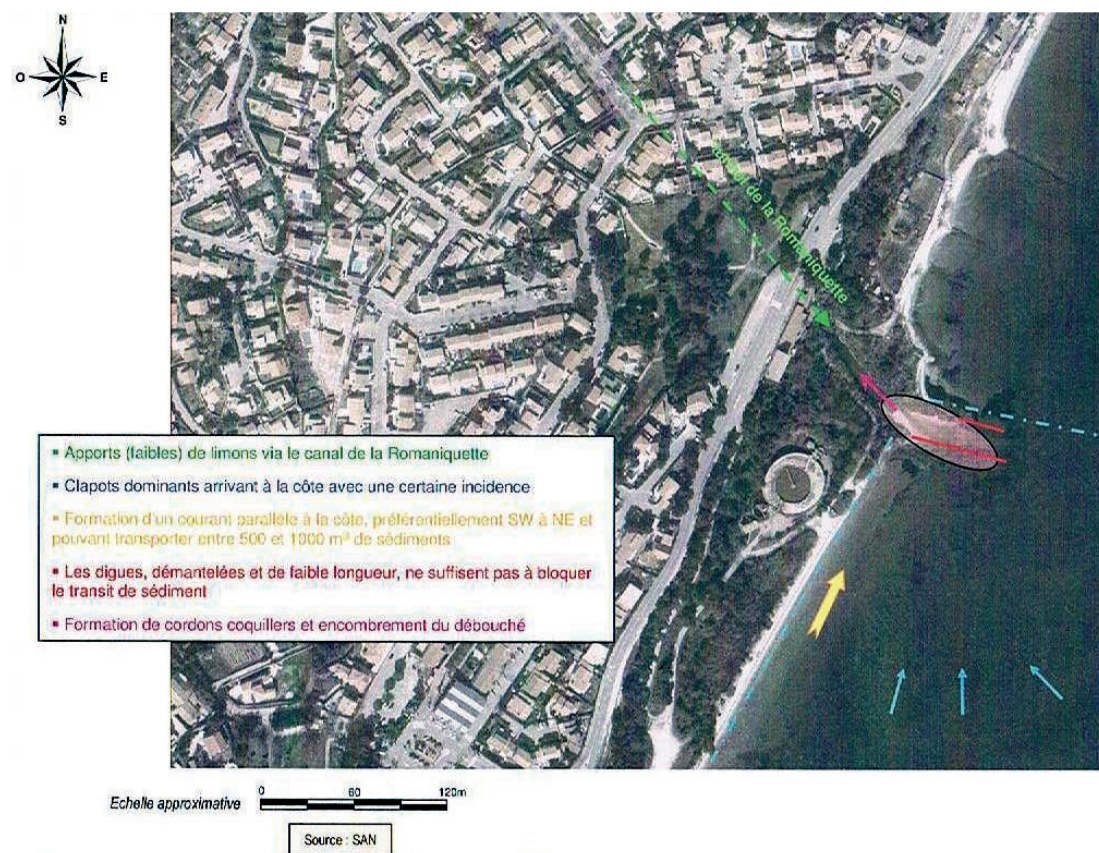 N
O E
S
Canal de la Romaniquette
▪ Apports (faibles) de limons via le canal de la Romaniquette
▪ Clapots dominants arrivant à la côte avec une certaine incidence
▪ Formation d'un courant parallèle à la côte, préférentiellement SW à NE et
pouvant transporter entre 500 et 1000 m³ de sédiments
▪ Les digues, démantelées et de faible longueur, ne suffisent pas à bloquer
le transit de sédiment
▪ Formation de cordons coquillers et encombrement du débouché
Echelle approximative 0 60 120m
Source : SAN